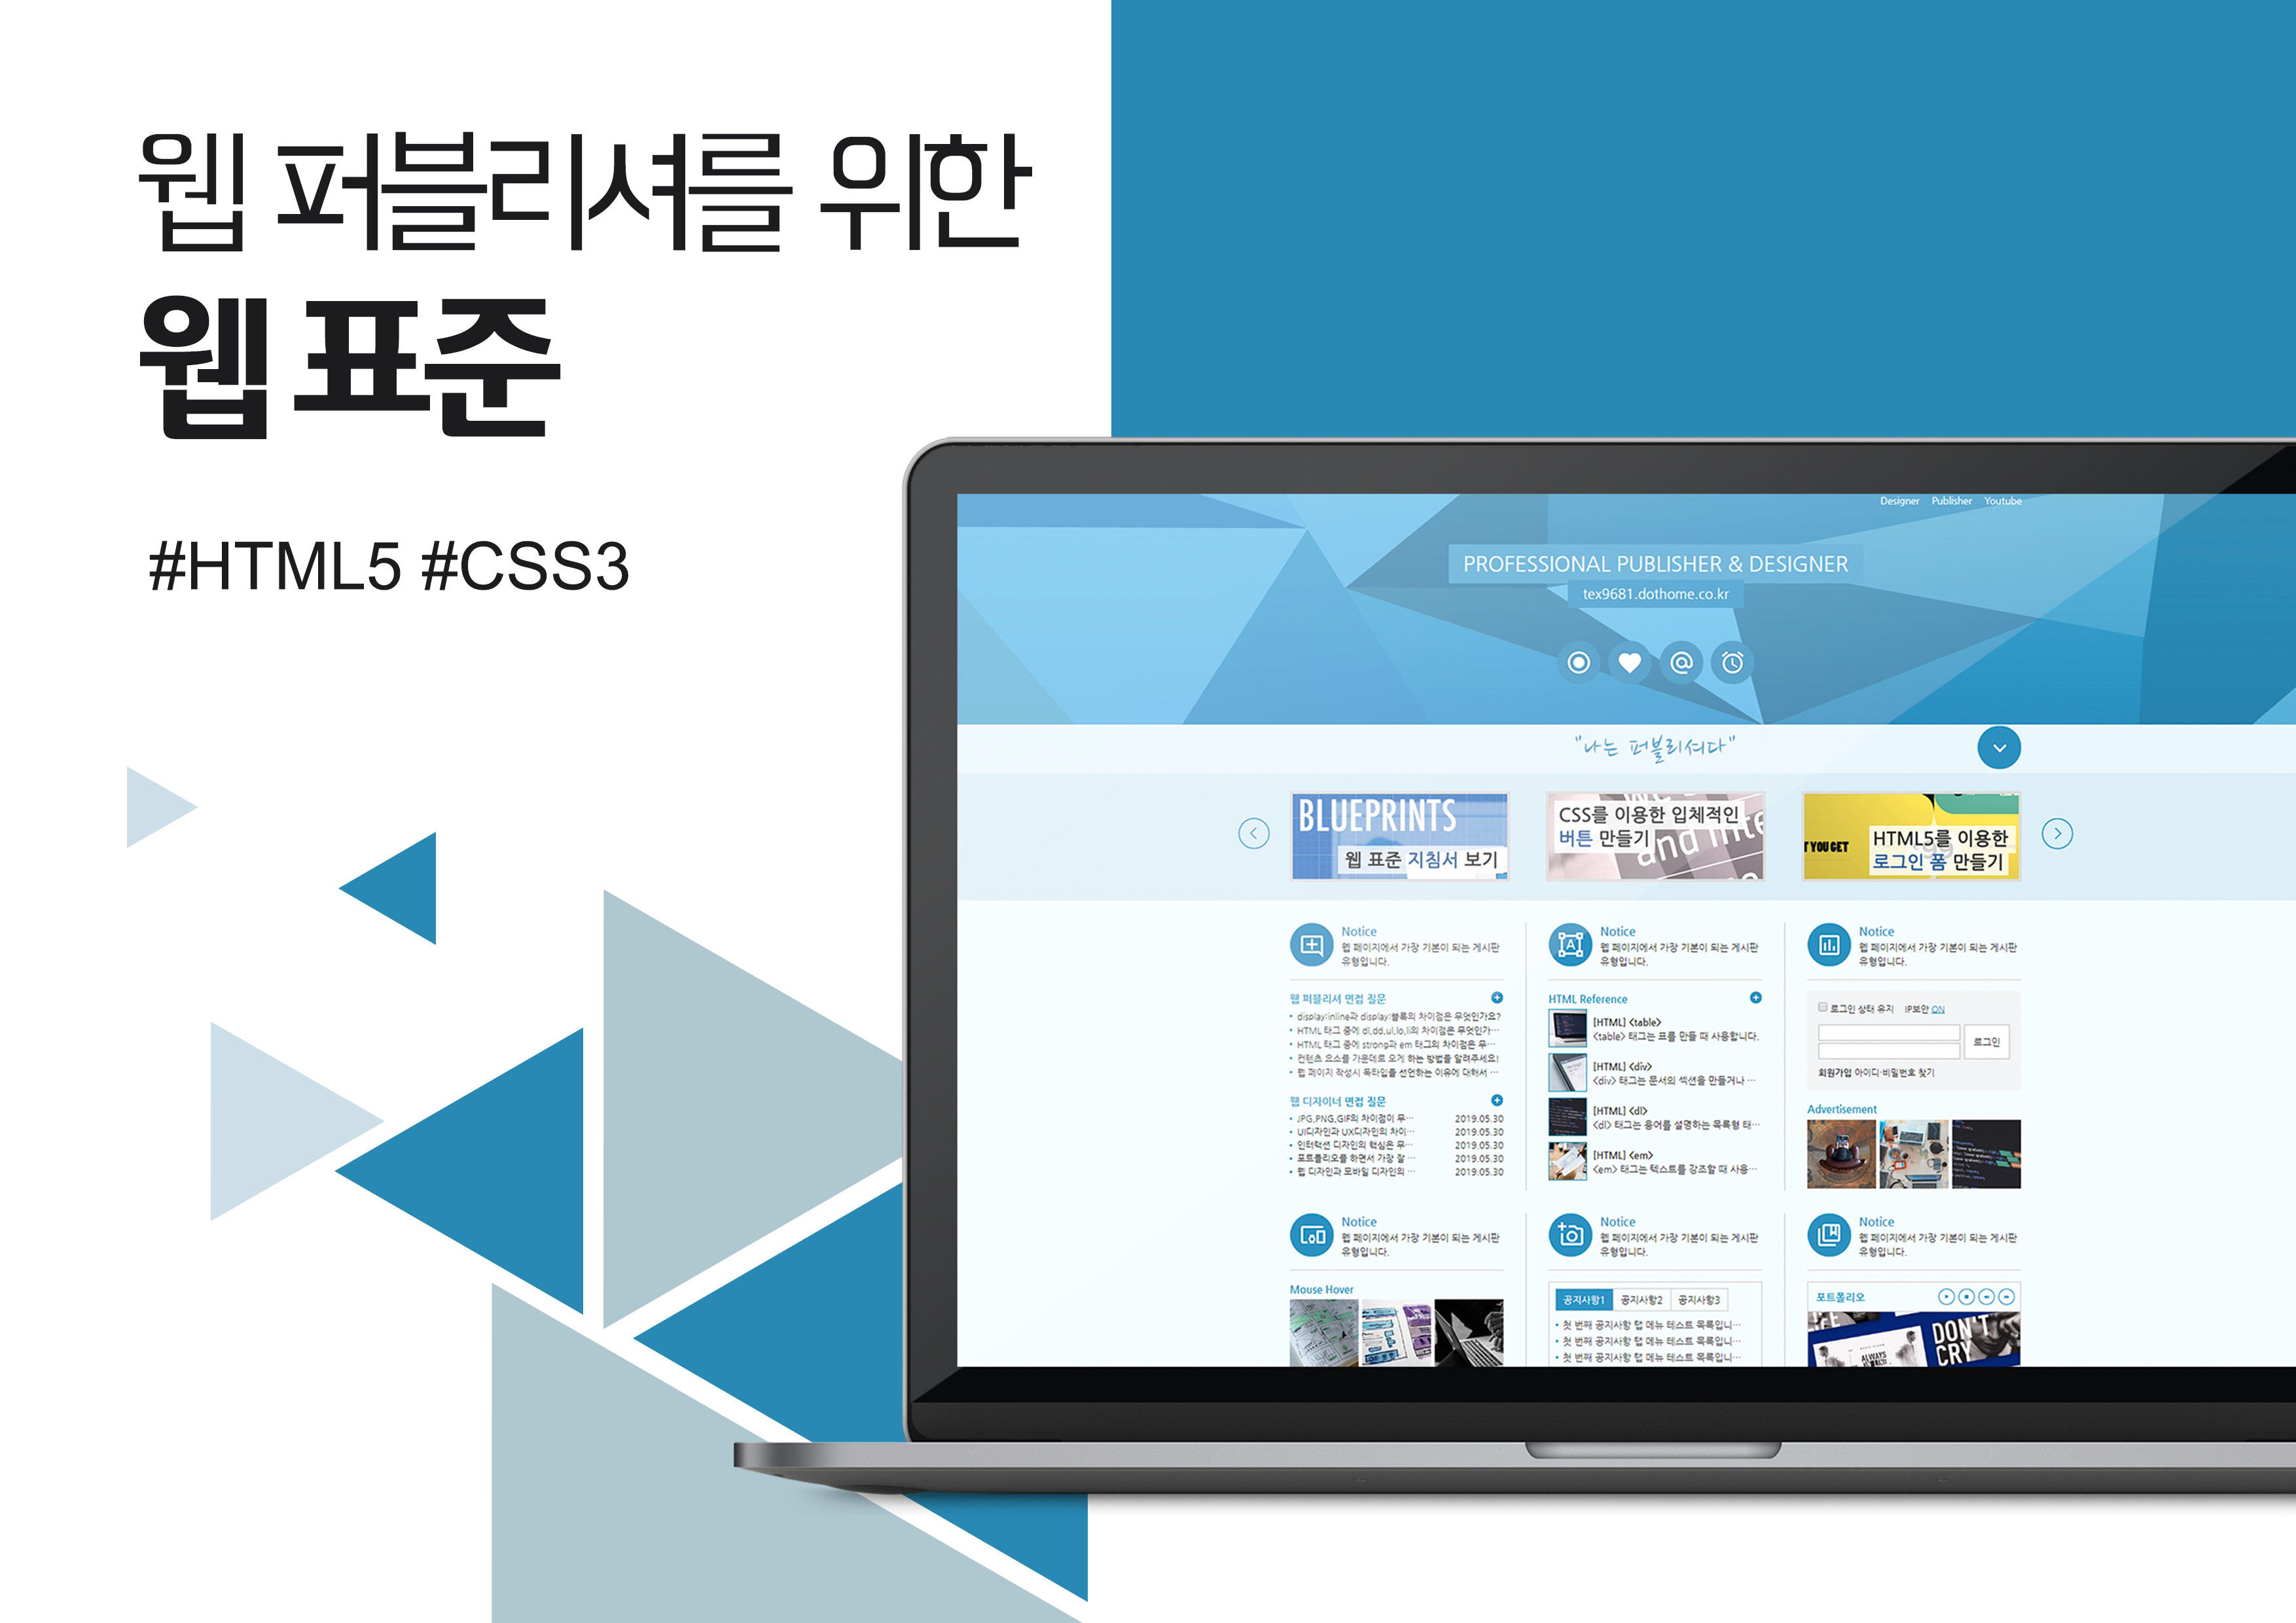 웹 퍼블리셔를 위한
웹 표준
#HTML5 #CSS3
Designer Publisher Youtube
PROFESSIONAL PUBLISHER & DESIGNER
tex9681.dothome.co.kr
"나는 퍼블리셔다"
BLUEPRINTS
웹 표준 지침서 보기
CSS를 이용한 입체적인
버튼 만들기
and inte
T YOU GET
HTML5를 이용한
로그인 폼 만들기
Notice
웹 페이지에서 가장 기본이 되는 게시판
유형입니다.
웹 퍼블리셔 면접 질문
• display:inline과 display:블록의 차이점은 무엇인가요?
• HTML 태그 중에 dl,dd,ul,lo,li의 차이점은 무엇인가…
• HTML 태그 중에 strong과 em 태그의 차이점은 무…
• 컨텐츠 요소를 가운데로 오게 하는 방법을 알려주세요!
• 웹 페이지 작성시 독타입을 선언하는 이유에 대해서 …
웹 디자이너 면접 질문
• JPG,PNG,GIF의 차이점이 무… 2019.05.30
• UI디자인과 UX디자인의 차이… 2019.05.30
• 인터랙션 디자인의 핵심은 무… 2019.05.30
• 포트폴리오를 하면서 가장 잘 … 2019.05.30
• 웹 디자인과 모바일 디자인의 … 2019.05.30
Notice
웹 페이지에서 가장 기본이 되는 게시판
유형입니다.
HTML Reference
[HTML] <table>
<table> 태그는 표를 만들 때 사용합니다.
[HTML] <div>
<div> 태그는 문서의 섹션을 만들거나 …
[HTML] <dl>
<dl> 태그는 용어를 설명하는 목록형 태…
[HTML] <em>
<em> 태그는 텍스트를 강조할 때 사용…
Notice
웹 페이지에서 가장 기본이 되는 게시판
유형입니다.
로그인 상태 유지 IP보안 ON
로그인
회원가입 아이디·비밀번호 찾기
Advertisement
Notice
웹 페이지에서 가장 기본이 되는 게시판
유형입니다.
Mouse Hover
Notice
웹 페이지에서 가장 기본이 되는 게시판
유형입니다.
공지사항1 공지사항2 공지사항3
• 첫 번째 공지사항 탭 메뉴 테스트 목록입니…
• 첫 번째 공지사항 탭 메뉴 테스트 목록입니…
• 첫 번째 공지사항 탭 메뉴 테스트 목록입니…
Notice
웹 페이지에서 가장 기본이 되는 게시판
유형입니다.
포트폴리오
ALWAYS
DON'T
CRY